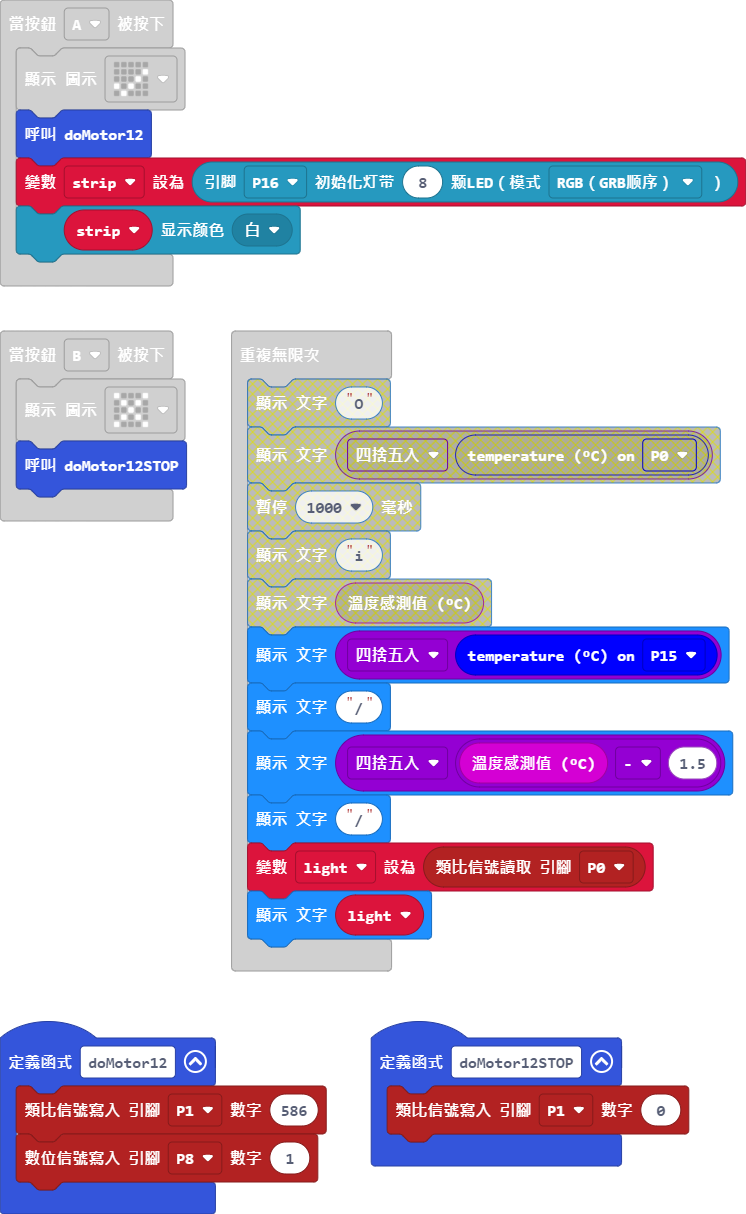 當按鈕 A 被按下
顯示 圖示
呼叫 doMotor12
變數 strip 設為 引脚 P16 初始化灯带 8 颗LED（模式 RGB（GRB顺序） ）
strip 显示颜色 白
當按鈕 B 被按下
顯示 圖示
呼叫 doMotor12STOP
重複無限次
顯示 文字 "O"
顯示 文字 四捨五入 temperature (ºC) on P0
暫停 1000 毫秒
顯示 文字 "i"
顯示 文字 溫度感測值 (ºC)
顯示 文字 四捨五入 temperature (ºC) on P15
顯示 文字 "/"
顯示 文字 四捨五入 溫度感測值 (ºC) - 1.5
顯示 文字 "/"
變數 light 設為 類比信號讀取 引腳 P0
顯示 文字 light
定義函式 doMotor12
類比信號寫入 引腳 P1 數字 586
數位信號寫入 引腳 P8 數字 1
定義函式 doMotor12STOP
類比信號寫入 引腳 P1 數字 0